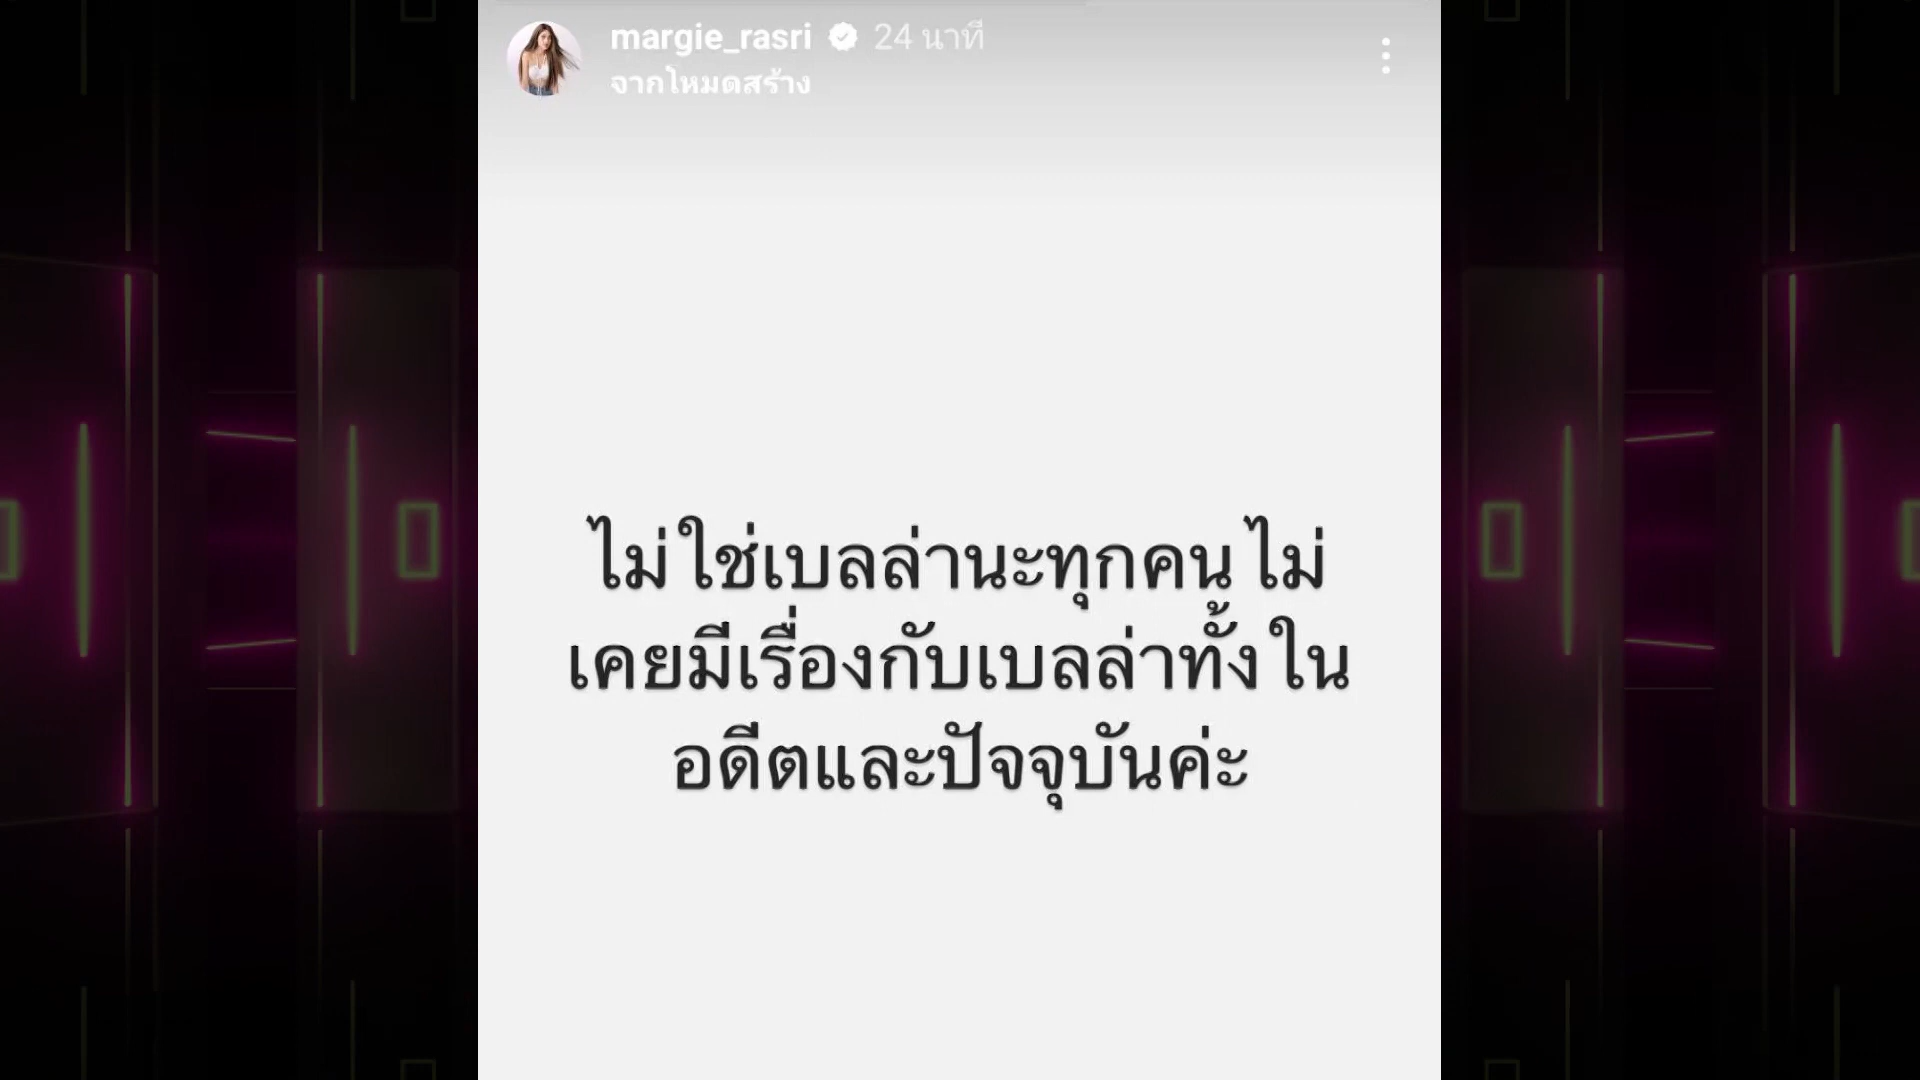 margie_rasri 24 นาที
จากโหมดสร้าง
ไม่ใช่เบลล่านะทุกคน ไม่
เคยมีเรื่องกับเบลล่าทั้งใน
อดีตและปัจจุบันค่ะ